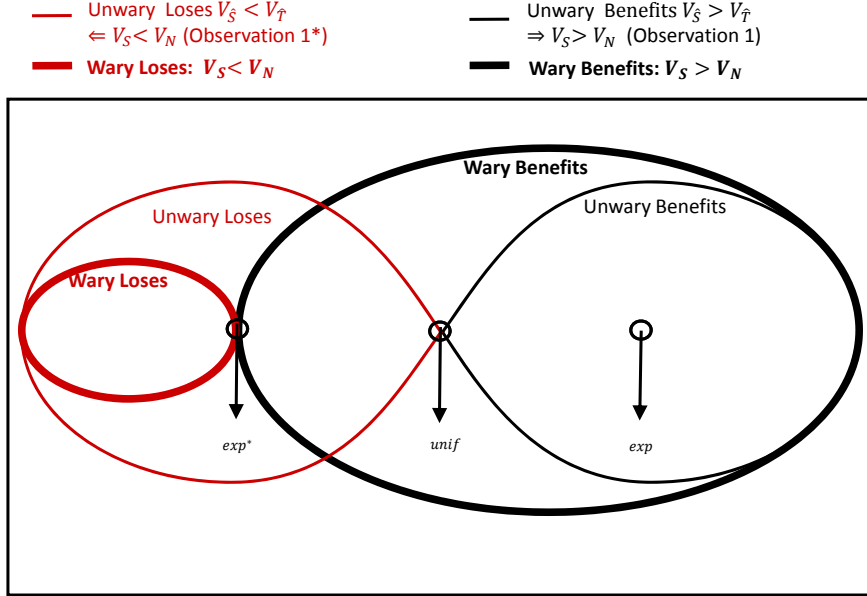 Unwary Loses V_Ŝ < V_T̂
⇐ V_S < V_N (Observation 1*)
Wary Loses: V_S < V_N
Unwary Benefits V_Ŝ > V_T̂
⇒ V_S > V_N (Observation 1)
Wary Benefits: V_S > V_N
Wary Benefits
Unwary Loses
Unwary Benefits
Wary Loses
exp*
unif
exp